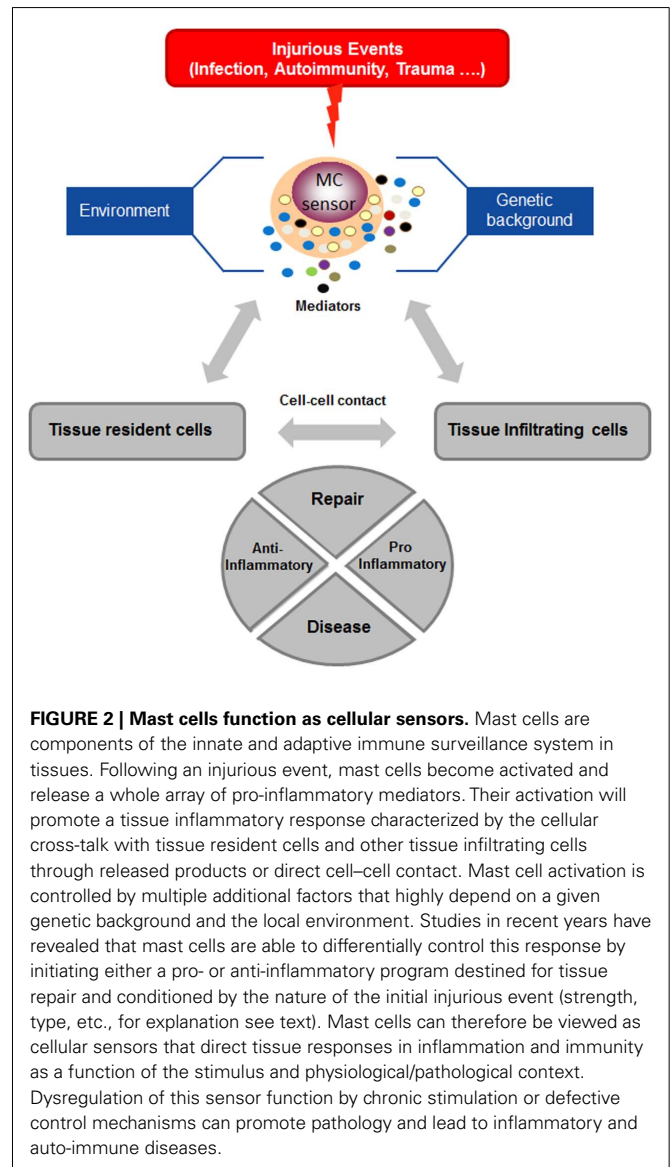 Injurious Events
(Infection, Autoimmunity, Trauma ....)
MC
sensor
Environment
Genetic
background
Mediators
Cell-cell contact
Tissue resident cells
Tissue Infiltrating cells
Repair
Anti-
Inflammatory
Pro
Inflammatory
Disease
FIGURE 2 | Mast cells function as cellular sensors. Mast cells are
components of the innate and adaptive immune surveillance system in
tissues. Following an injurious event, mast cells become activated and
release a whole array of pro-inflammatory mediators. Their activation will
promote a tissue inflammatory response characterized by the cellular
cross-talk with tissue resident cells and other tissue infiltrating cells
through released products or direct cell–cell contact. Mast cell activation is
controlled by multiple additional factors that highly depend on a given
genetic background and the local environment. Studies in recent years have
revealed that mast cells are able to differentially control this response by
initiating either a pro- or anti-inflammatory program destined for tissue
repair and conditioned by the nature of the initial injurious event (strength,
type, etc., for explanation see text). Mast cells can therefore be viewed as
cellular sensors that direct tissue responses in inflammation and immunity
as a function of the stimulus and physiological/pathological context.
Dysregulation of this sensor function by chronic stimulation or defective
control mechanisms can promote pathology and lead to inflammatory and
auto-immune diseases.